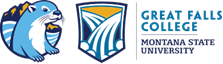 GREAT FALLS
COLLEGE
MONTANA STATE
UNIVERSITY